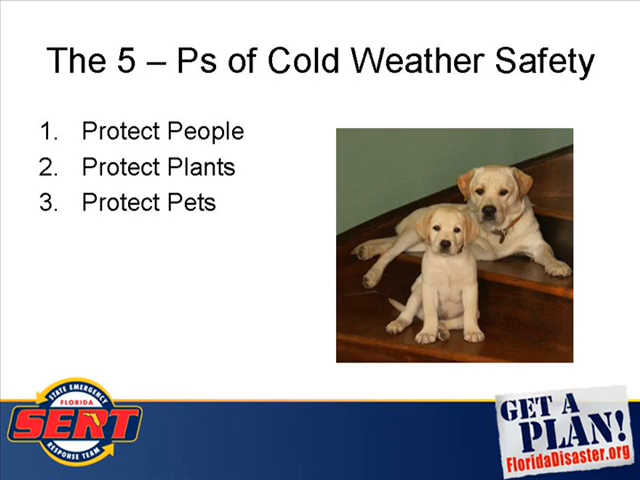 The 5 – Ps of Cold Weather Safety
1. Protect People
2. Protect Plants
3. Protect Pets
STATE EMERGENCY
FLORIDA
SERT
RESPONSE TEAM
GET A
PLAN!
FloridaDisaster.org